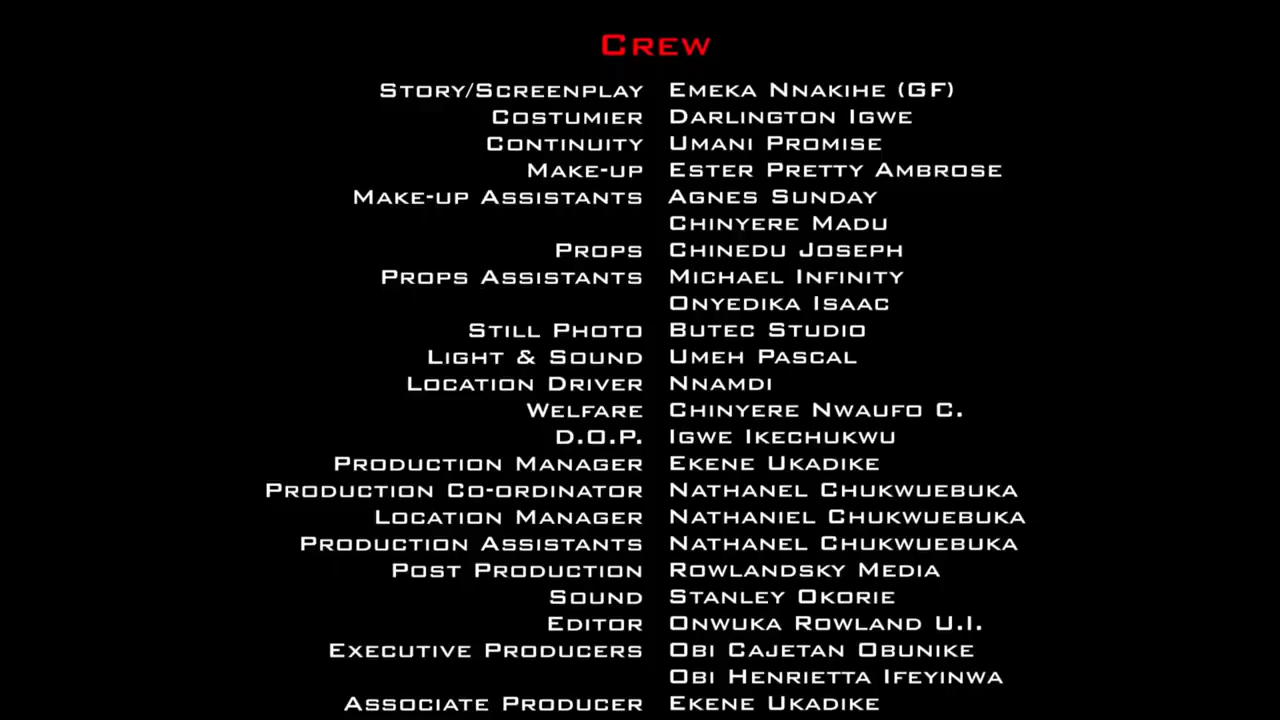 Crew
Story/Screenplay Emeka Nnakihe (GF)
Costumier Darlington Igwe
Continuity Umani Promise
Make-up Ester Pretty Ambrose
Make-up Assistants Agnes Sunday
Chinyere Madu
Props Chinedu Joseph
Props Assistants Michael Infinity
Onyedika Isaac
Still Photo Butec Studio
Light & Sound Umeh Pascal
Location Driver Nnamdi
Welfare Chinyere Nwaufo C.
D.O.P. Igwe Ikechukwu
Production Manager Ekene Ukadike
Production Co-ordinator Nathanel Chukwuebuka
Location Manager Nathaniel Chukwuebuka
Production Assistants Nathanel Chukwuebuka
Post Production Rowlandsky Media
Sound Stanley Okorie
Editor Onwuka Rowland U.I.
Executive Producers Obi Cajetan Obunike
Obi Henrietta Ifeyinwa
Associate Producer Ekene Ukadike